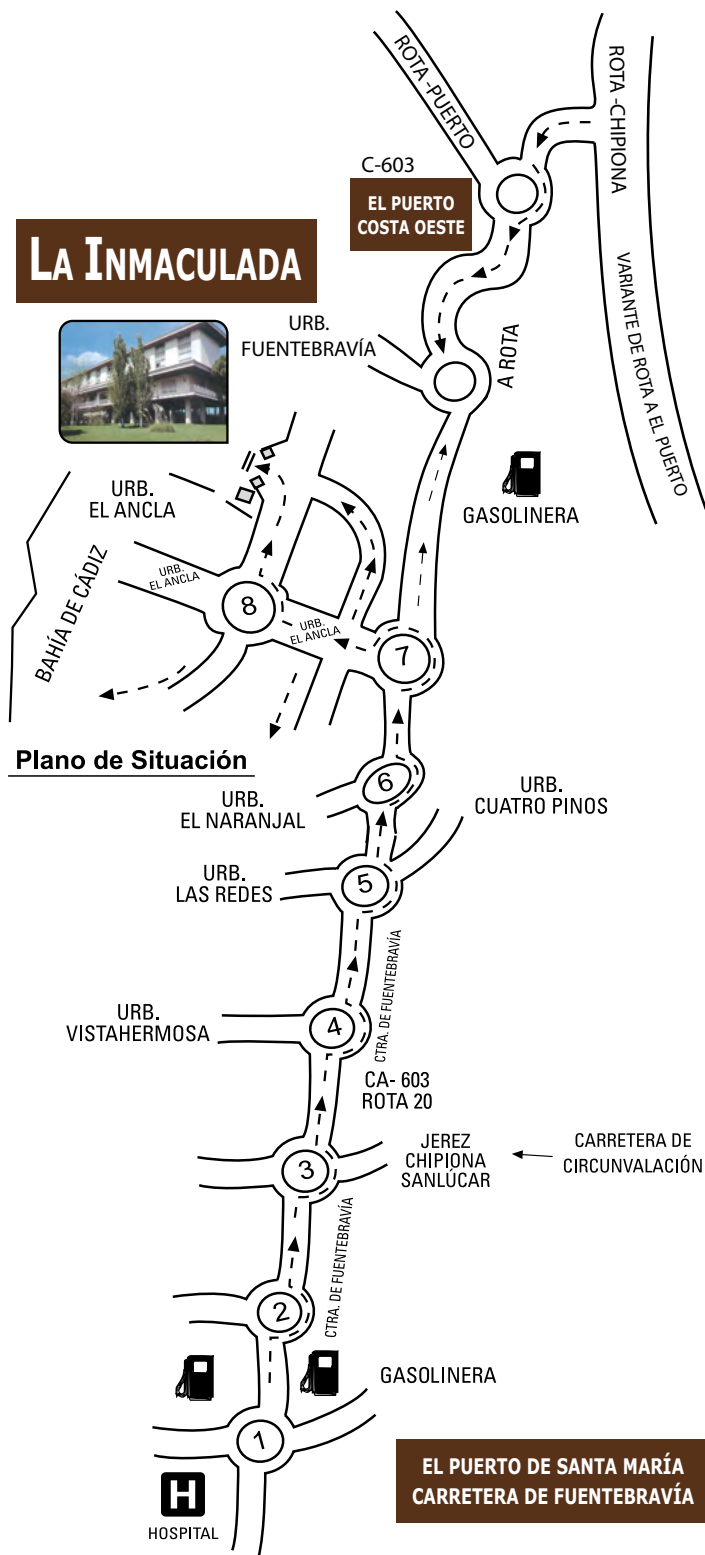 ROTA -PUERTO
ROTA -CHIPIONA
C-603
EL PUERTO
COSTA OESTE
LA INMACULADA
VARIANTE DE ROTA A EL PUERTO
URB.
FUENTEBRAVÍA
A ROTA
GASOLINERA
URB.
EL ANCLA
BAHÍA DE CÁDIZ
URB.
EL ANCLA
8
URB.
EL ANCLA
7
Plano de Situación
6
URB.
EL NARANJAL
URB.
CUATRO PINOS
URB.
LAS REDES
5
CTRA. DE FUENTEBRAVÍA
URB.
VISTAHERMOSA
4
CA- 603
ROTA 20
3
JEREZ
CHIPIONA
SANLÚCAR
CARRETERA DE
CIRCUNVALACIÓN
CTRA. DE FUENTEBRAVÍA
2
GASOLINERA
1
H
HOSPITAL
EL PUERTO DE SANTA MARÍA
CARRETERA DE FUENTEBRAVÍA